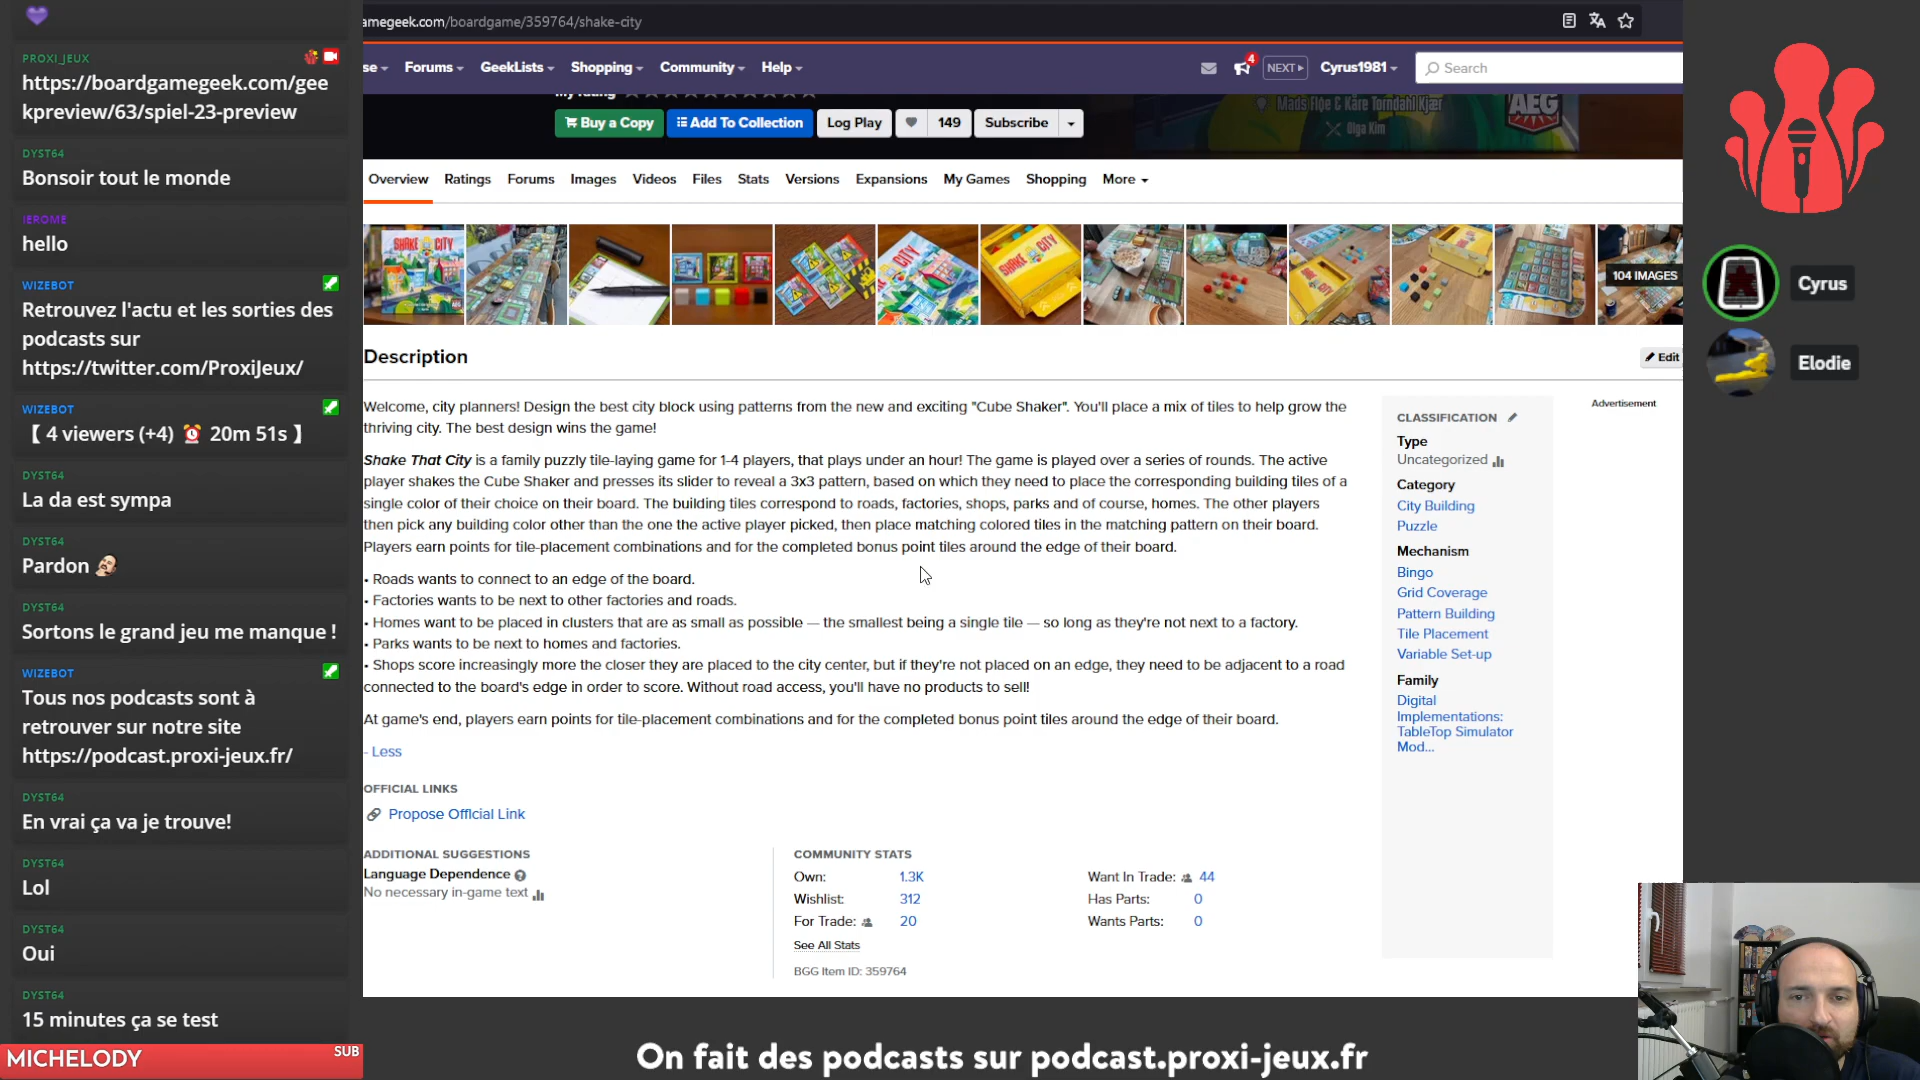 PROXI_JEUX
https://boardgamegeek.com/gee
kpreview/63/spiel-23-preview
DYST64
Bonsoir tout le monde
IEROME
hello
WIZEBOT
Retrouvez l'actu et les sorties des
podcasts sur
https://twitter.com/ProxiJeux/
WIZEBOT
【 4 viewers (+4) ⏰ 20m 51s 】
DYST64
La da est sympa
DYST64
Pardon
DYST64
Sortons le grand jeu me manque !
WIZEBOT
Tous nos podcasts sont à
retrouver sur notre site
https://podcast.proxi-jeux.fr/
DYST64
En vrai ça va je trouve!
DYST64
Lol
DYST64
Oui
DYST64
15 minutes ça se test
MICHELODY SUB
amegeek.com/boardgame/359764/shake-city
se Forums GeekLists Shopping Community Help 4 NEXT Cyrus1981 Search
My Rating
Mads Fløe & Kåre Torndahl Kjær
Olga Kim
AEG
Buy a Copy Add To Collection Log Play 149 Subscribe
Overview Ratings Forums Images Videos Files Stats Versions Expansions My Games Shopping More
SHAKE CITY
104 IMAGES
Description
Edit
Welcome, city planners! Design the best city block using patterns from the new and exciting "Cube Shaker". You'll place a mix of tiles to help grow the
thriving city. The best design wins the game!
Shake That City is a family puzzly tile-laying game for 1-4 players, that plays under an hour! The game is played over a series of rounds. The active
player shakes the Cube Shaker and presses its slider to reveal a 3x3 pattern, based on which they need to place the corresponding building tiles of a
single color of their choice on their board. The building tiles correspond to roads, factories, shops, parks and of course, homes. The other players
then pick any building color other than the one the active player picked, then place matching colored tiles in the matching pattern on their board.
Players earn points for tile-placement combinations and for the completed bonus point tiles around the edge of their board.
• Roads wants to connect to an edge of the board.
• Factories wants to be next to other factories and roads.
• Homes want to be placed in clusters that are as small as possible — the smallest being a single tile — so long as they're not next to a factory.
• Parks wants to be next to homes and factories.
• Shops score increasingly more the closer they are placed to the city center, but if they're not placed on an edge, they need to be adjacent to a road
connected to the board's edge in order to score. Without road access, you'll have no products to sell!
At game's end, players earn points for tile-placement combinations and for the completed bonus point tiles around the edge of their board.
- Less
OFFICIAL LINKS
Propose Official Link
ADDITIONAL SUGGESTIONS
Language Dependence
No necessary in-game text
COMMUNITY STATS
Own: 1.3K
Wishlist: 312
For Trade: 20
Want In Trade: 44
Has Parts: 0
Wants Parts: 0
See All Stats
BGG Item ID: 359764
CLASSIFICATION
Type
Uncategorized
Category
City Building
Puzzle
Mechanism
Bingo
Grid Coverage
Pattern Building
Tile Placement
Variable Set-up
Family
Digital
Implementations:
TableTop Simulator
Mod...
Advertisement
Cyrus
Elodie
On fait des podcasts sur podcast.proxi-jeux.fr